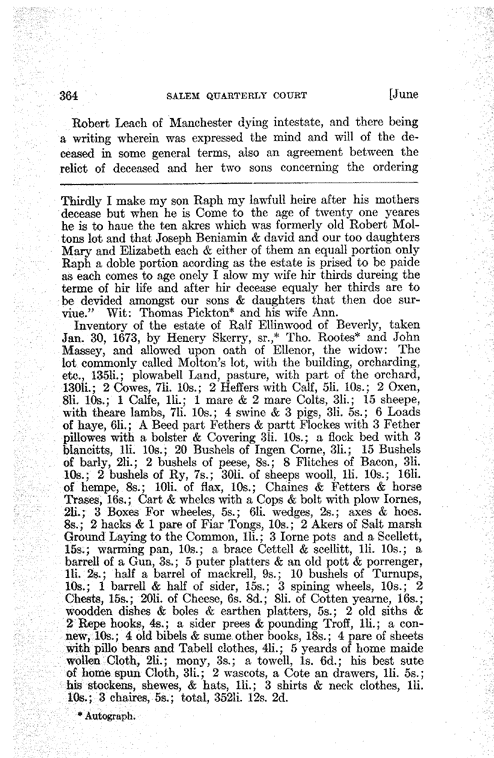 364 SALEM QUARTERLY COURT [June
Robert Leach of Manchester dying intestate, and there being
a writing wherein was expressed the mind and will of the de-
ceased in some general terms, also an agreement between the
relict of deceased and her two sons concerning the ordering
Thirdly I make my son Raph my lawfull heire after his mothers
decease but when he is Come to the age of twenty one yeares
he is to haue the ten akres which was formerly old Robert Mol-
tons lot and that Joseph Beniamin & david and our too daughters
Mary and Elizabeth each & either of them an equall portion only
Raph a doble portion acording as the estate is prised to be paide
as each comes to age onely I alow my wife hir thirds dureing the
terme of hir life and after hir decease equaly her thirds are to
be devided amongst our sons & daughters that then doe sur-
viue." Wit: Thomas Pickton* and his wife Ann.
Inventory of the estate of Ralf Ellinwood of Beverly, taken
Jan. 30, 1673, by Henery Skerry, sr.,* Tho. Rootes* and John
Massey, and allowed upon oath of Ellenor, the widow: The
lot commonly called Molton's lot, with the building, orcharding,
etc., 135li.; plowabell Land, pasture, with part of the orchard,
130li.; 2 Cowes, 7li. 10s.; 2 Heffers with Calf, 5li. 10s.; 2 Oxen,
8li. 10s.; 1 Calfe, 1li.; 1 mare & 2 mare Colts, 3li.; 15 sheepe,
with theare lambs, 7li. 10s.; 4 swine & 3 pigs, 3li. 5s.; 6 Loads
of haye, 6li.; A Beed part Fethers & partt Flockes with 3 Fether
pillowes with a bolster & Covering 3li. 10s.; a flock bed with 3
blancitts, 1li. 10s.; 20 Bushels of Ingen Corne, 3li.; 15 Bushels
of barly, 2li.; 2 bushels of peese, 8s.; 8 Flitches of Bacon, 3li.
10s.; 2 bushels of Ry, 7s.; 30li. of sheeps wooll, 1li. 10s.; 16li.
of hempe, 8s.; 10li. of flax, 10s.; Chaines & Fetters & horse
Trases, 16s.; Cart & wheles with a Cops & bolt with plow Iornes,
2li.; 3 Boxes For wheeles, 5s.; 6li. wedges, 2s.; axes & hoes.
8s.; 2 hacks & 1 pare of Fiar Tongs, 10s.; 2 Akers of Salt marsh
Ground Laying to the Common, 1li.; 3 Iorne pots and a Scellett,
15s.; warming pan, 10s.; a brace Cettell & scellitt, 1li. 10s.; a
barrell of a Gun, 3s.; 5 puter platters & an old pott & porrenger,
1li. 2s.; half a barrel of mackrell, 9s.; 10 bushels of Turnups,
10s.; 1 barrell & half of sider, 15s.; 3 spining wheels, 10s.; 2
Chests, 15s.; 20li. of Cheese, 6s. 8d.; 8li. of Cotten yearne, 16s.;
woodden dishes & boles & earthen platters, 5s.; 2 old siths &
2 Repe hooks, 4s.; a sider prees & pounding Troff, 1li.; a con-
new, 10s.; 4 old bibels & sume other books, 18s.; 4 pare of sheets
with pillo bears and Tabell clothes, 4li.; 5 yeards of home maide
wollen Cloth, 2li.; mony, 3s.; a towell, 1s. 6d.; his best sute
of home spun Cloth, 3li.; 2 wascots, a Cote an drawers, 1li. 5s.;
his stockens, shewes, & hats, 1li.; 3 shirts & neck clothes, 1li.
10s.; 3 chaires, 5s.; total, 352li. 12s. 2d.
* Autograph.